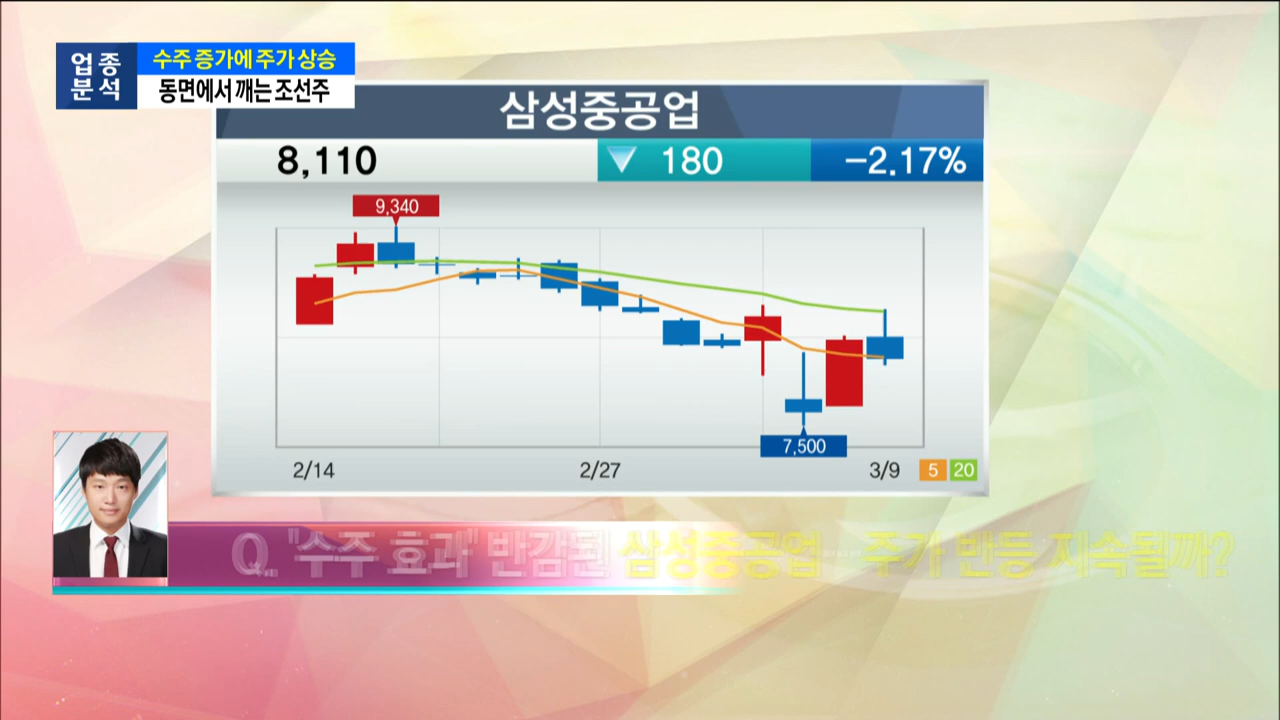 업종
분석
수주 증가에 주가 상승
동면에서 깨는 조선주
삼성중공업
8,110 ▼ 180 -2.17%
9,340
7,500
2/14 2/27 3/9 5 20
Q. "수주 효과" 반감된 삼성중공업…주가 반등 지속될까?